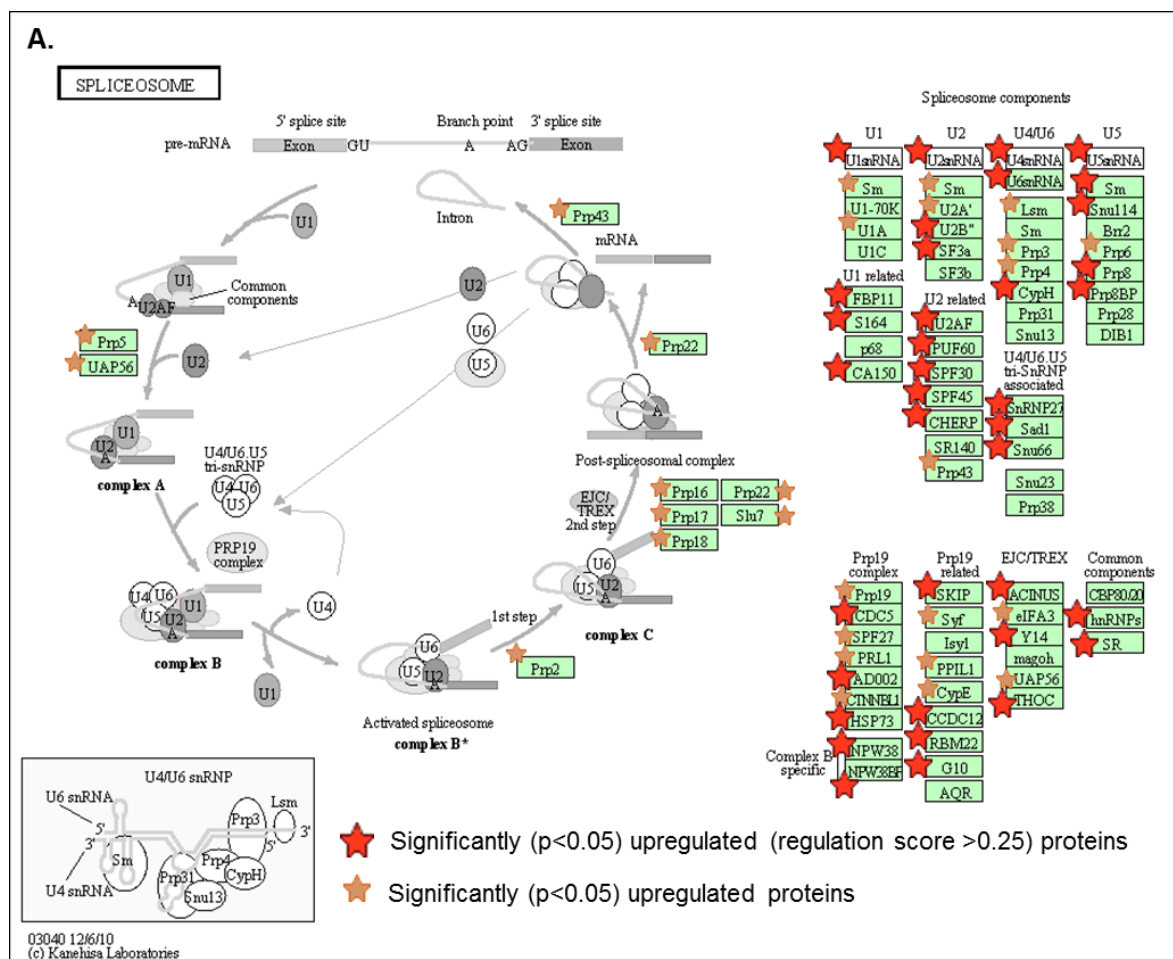 A.
SPLICEOSOME
5' splice site
Branch point
3' splice site
pre-mRNA
Exon
GU
A
AG
Exon
U1
Intron
Prp43
mRNA
U1
Common
components
A
U2AF
U2
U6
U5
Prp5
UAP56
U2
Prp22
U1
U2
A
complex A
U4/U6.U5
tri-snRNP
U4
U6
U5
A
Post-spliceosomal complex
PRP19
complex
EJC/
TREX
2nd step
Prp16
Prp22
Prp17
Slu7
Prp18
U4
U6
U1
U5
U2
A
complex B
U4
U1
1st step
U6
U5
U2
A
Prp2
Activated spliceosome
complex B*
U6
U2
A
complex C
Spliceosome components
U1
U1snRNA
Sm
U1-70K
U1A
U1C
U1 related
FBP11
S164
p68
CA150
U2
U2snRNA
Sm
U2A'
U2B"
SF3a
SF3b
U2 related
U2AF
PUF60
SPF30
SPF45
CHERP
SR140
Prp43
U4/U6
U4snRNA
U6snRNA
Lsm
Sm
Prp3
Prp4
CypH
Prp31
Snu13
U4/U6.U5
tri-SnRNP
associated
SnRNP27
Sad1
Snu66
Snu23
Prp38
U5
U5snRNA
Sm
Snu114
Brr2
Prp6
Prp8
Prp8BP
Prp28
DIB1
Prp19
complex
Prp19
CDC5
SPF27
PRL1
AD002
CTNNBL1
HSP73
Complex B
specific
NPW38
NPW38BP
Prp19
related
SKIP
Syf
Isy1
PPIL1
CypE
CCDC12
RBM22
G10
AQR
EJC/TREX
ACINUS
eIFA3
Y14
magoh
UAP56
THOC
Common
components
CBP80/20
hnRNPs
SR
U4/U6 snRNP
U6 snRNA
5'
3'
U4 snRNA
Sm
Prp3
Lsm
3'
5'
Prp4
Prp31
CypH
Snu13
Significantly (p<0.05) upregulated (regulation score >0.25) proteins
Significantly (p<0.05) upregulated proteins
03040 12/6/10
(c) Kanehisa Laboratories